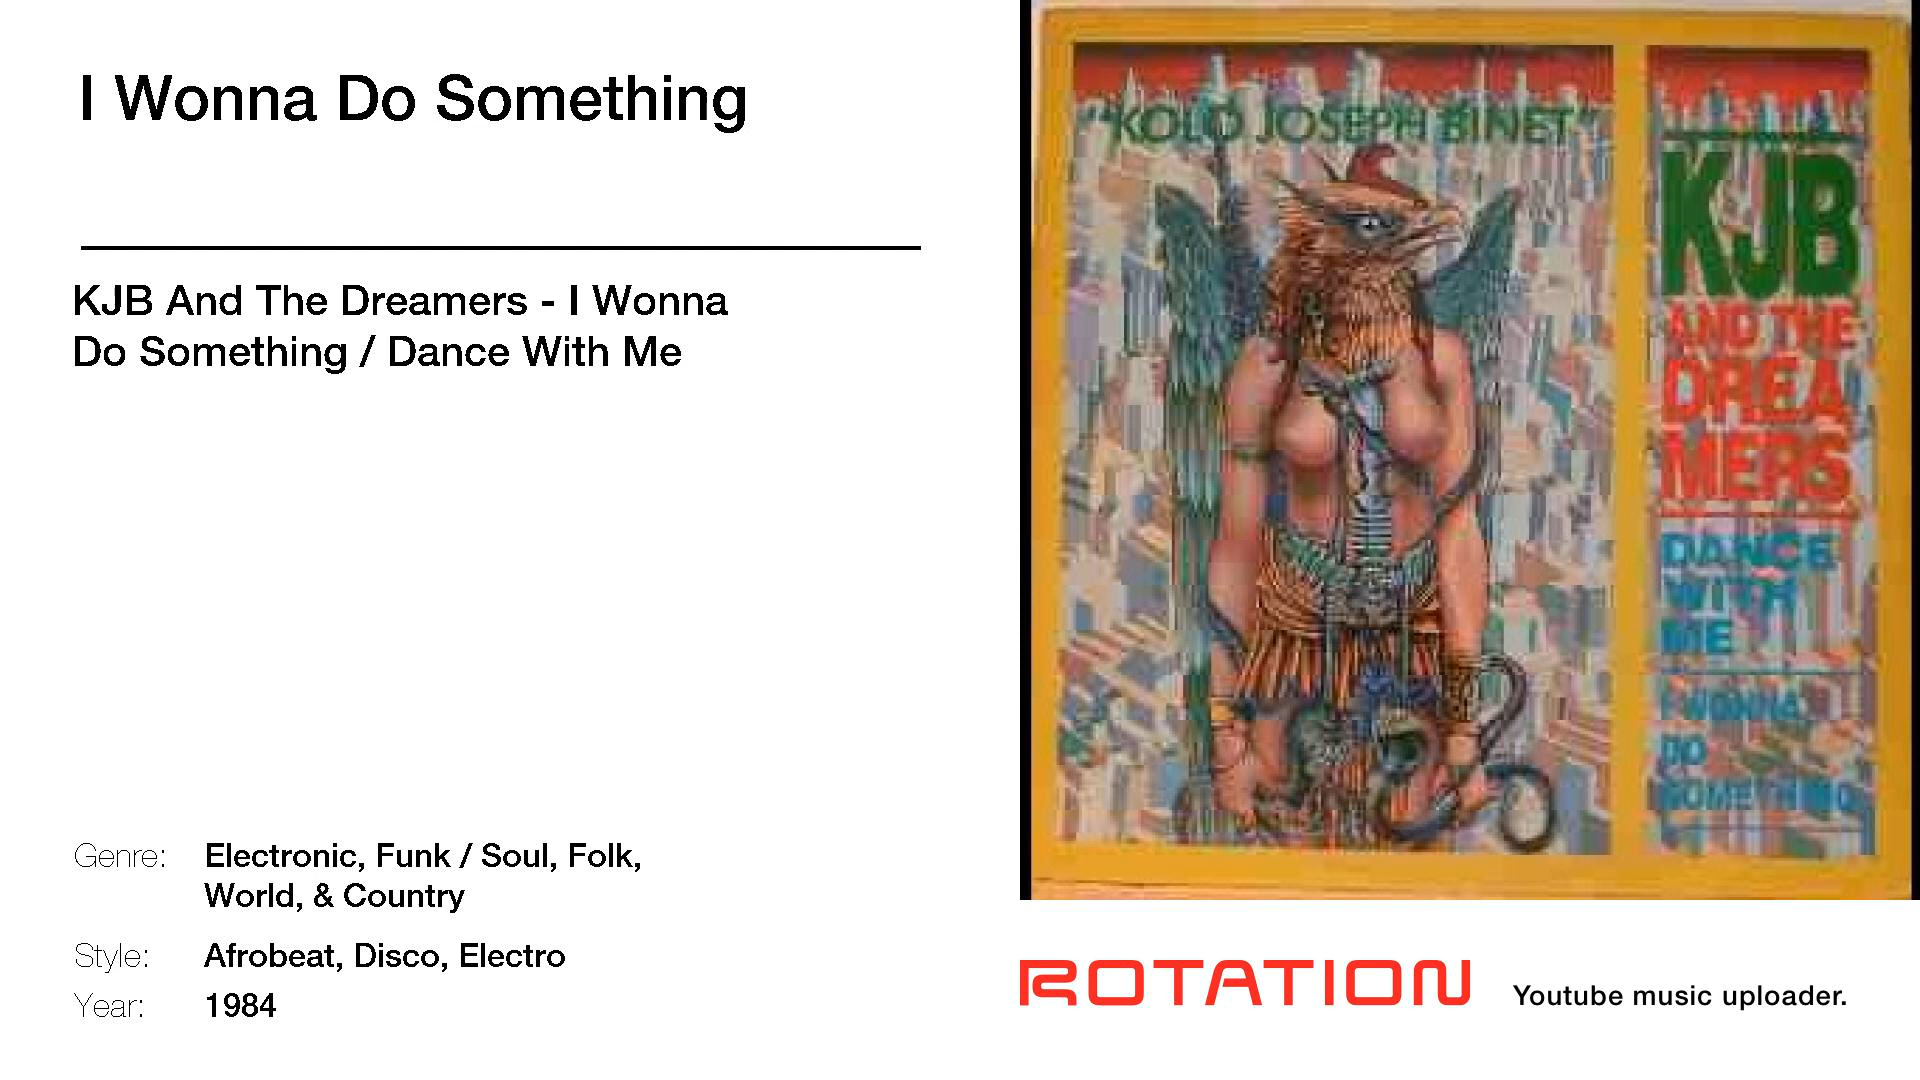 I Wonna Do Something
KJB And The Dreamers - I Wonna
Do Something / Dance With Me
Genre: Electronic, Funk / Soul, Folk,
World, & Country
Style: Afrobeat, Disco, Electro
Year: 1984
"KOLO JOSEPH BINET"
KJB
AND THE
DREA
MERS
DANCE
WITH
ME
I WONNA
DO
SOMETHING
ROTATION
Youtube music uploader.